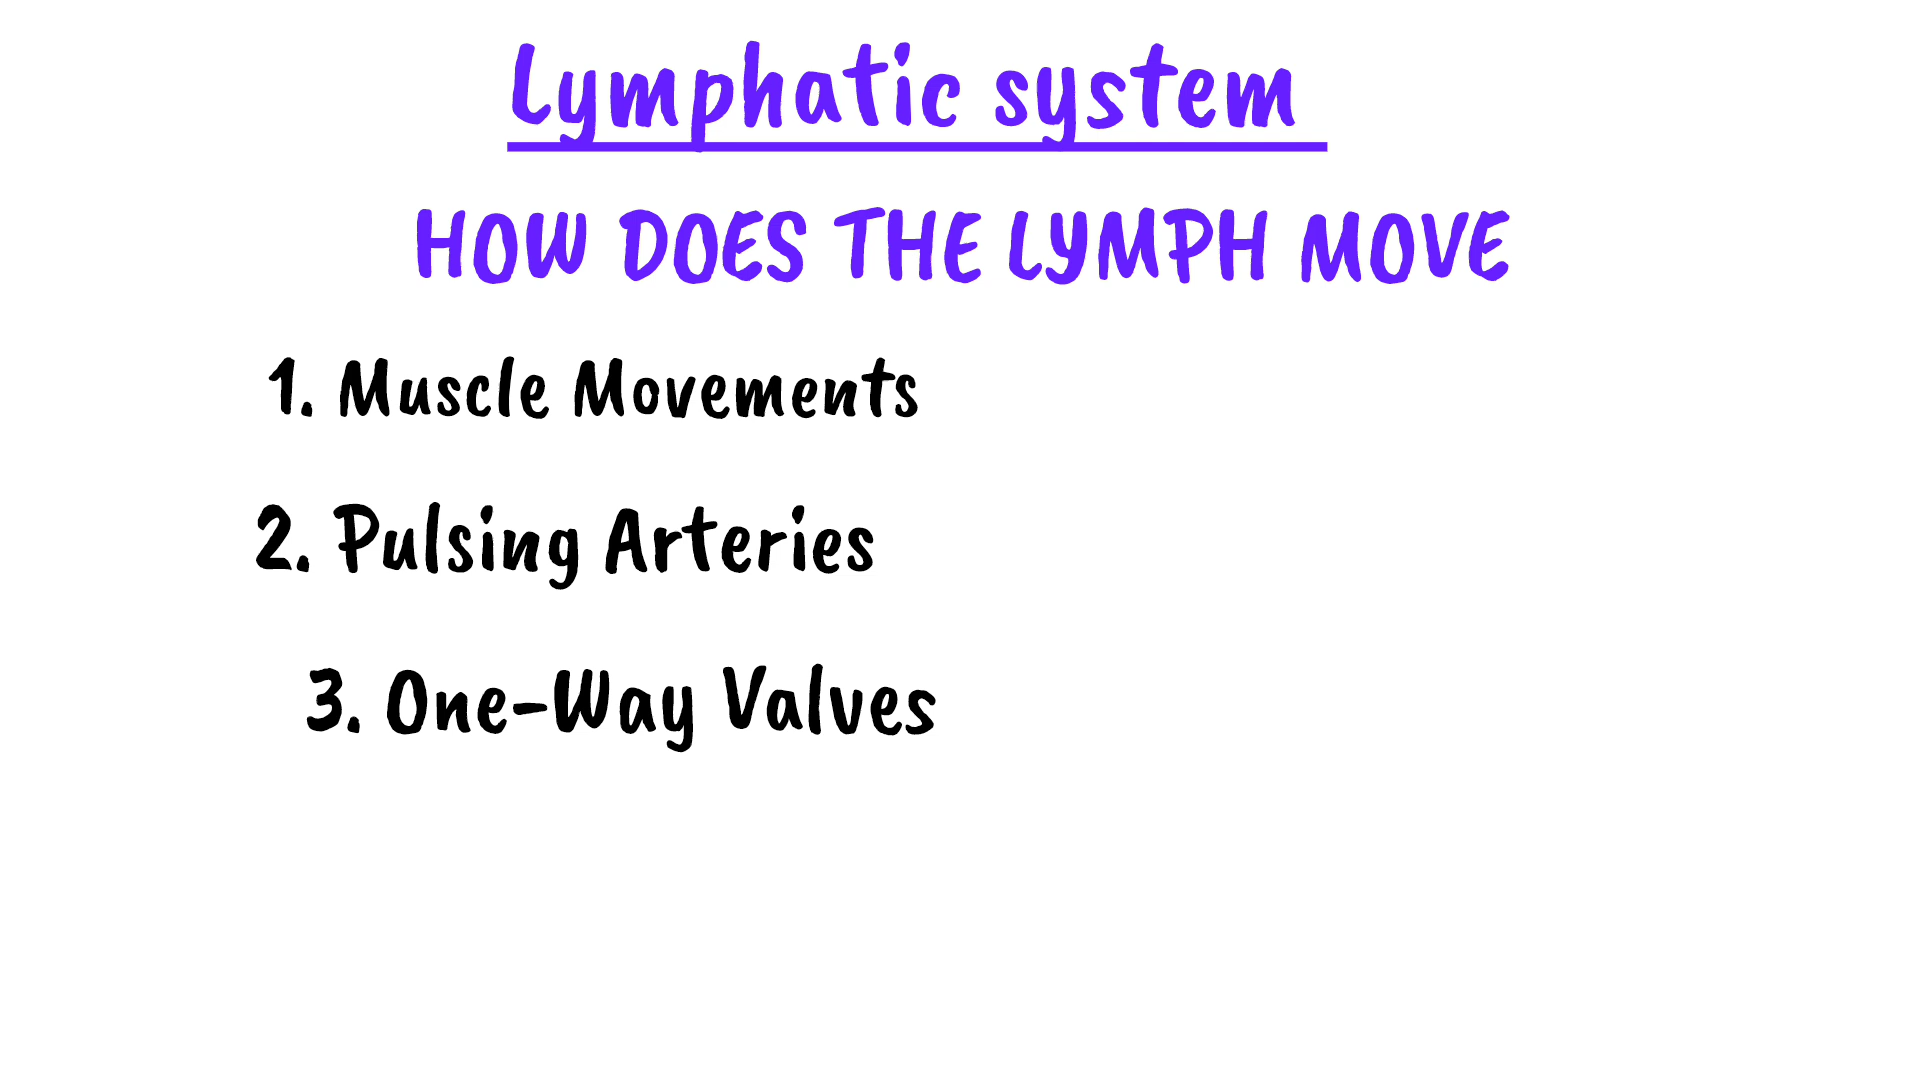 Lymphatic system
HOW DOES THE LYMPH MOVE
1. Muscle Movements
2. Pulsing Arteries
3. One-Way Valves